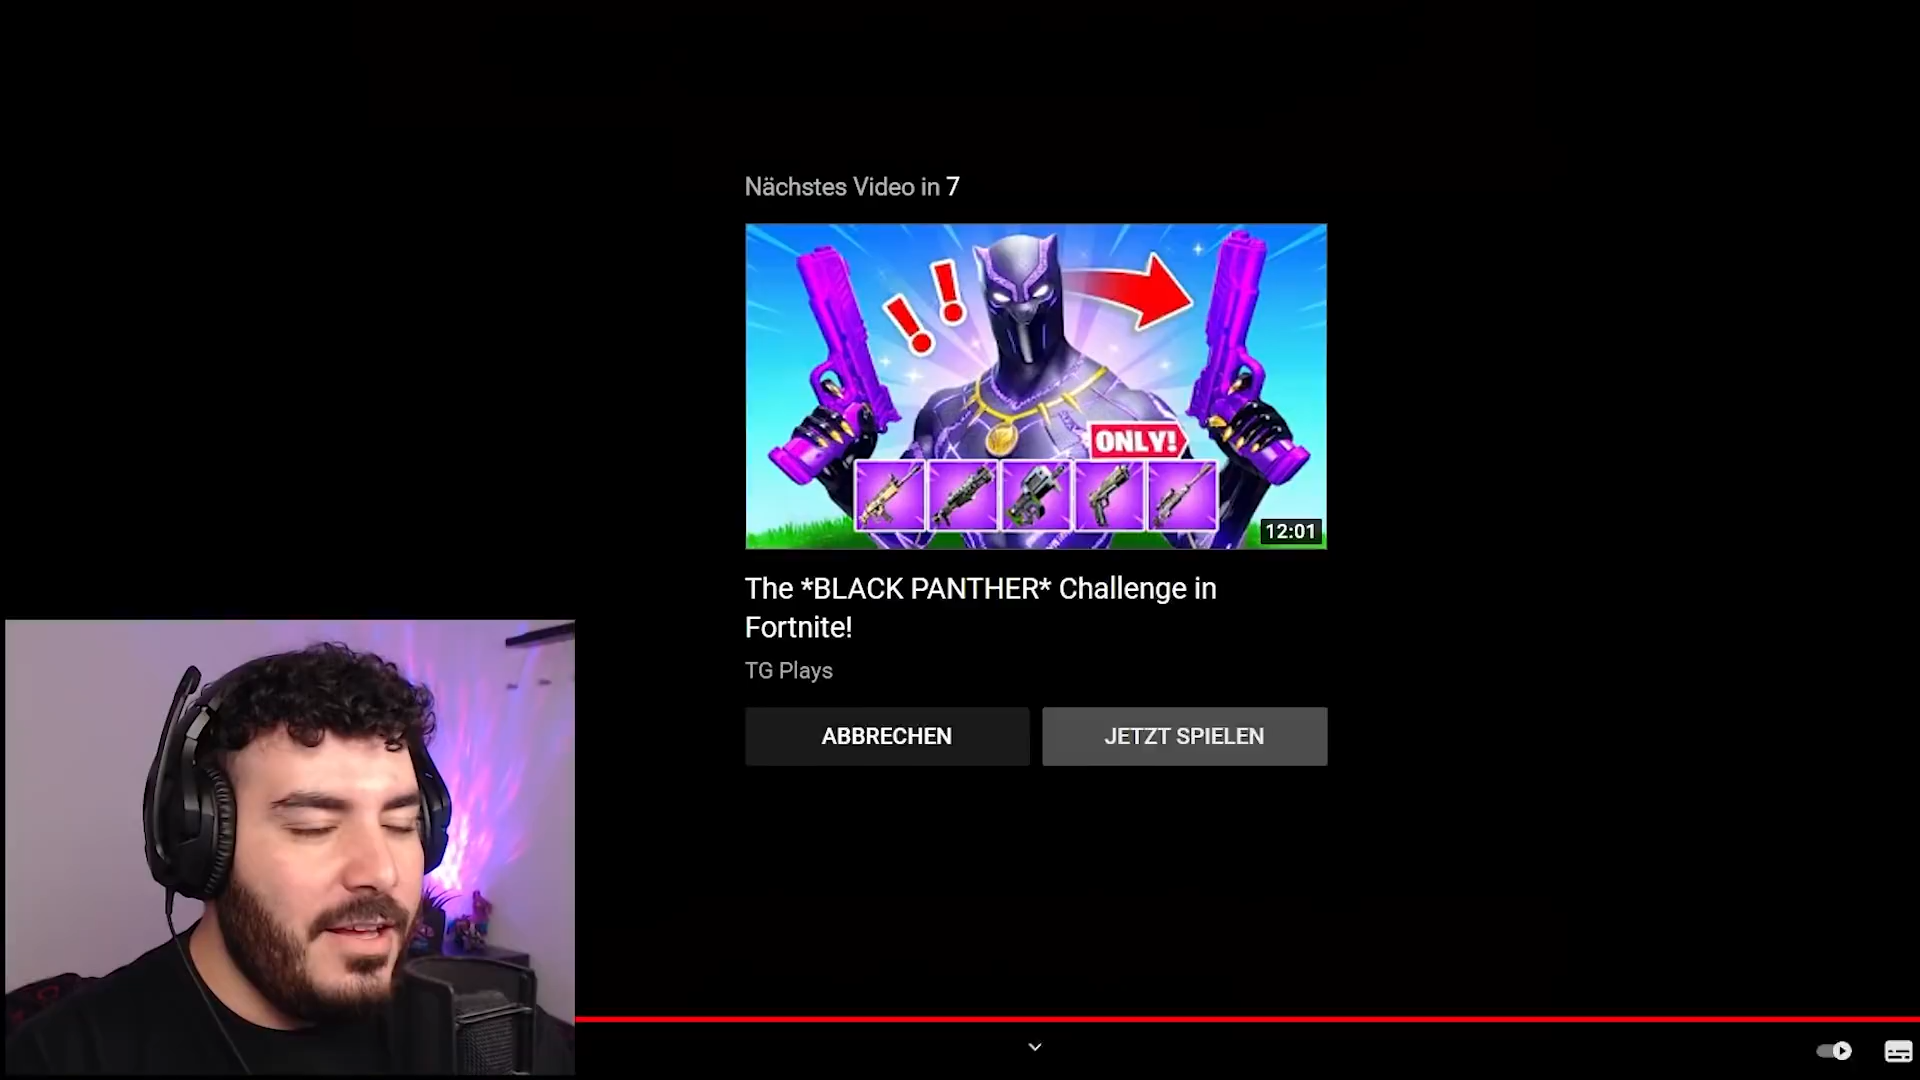 Nächstes Video in 7
ONLY!
12:01
The *BLACK PANTHER* Challenge in
Fortnite!
TG Plays
ABBRECHEN
JETZT SPIELEN